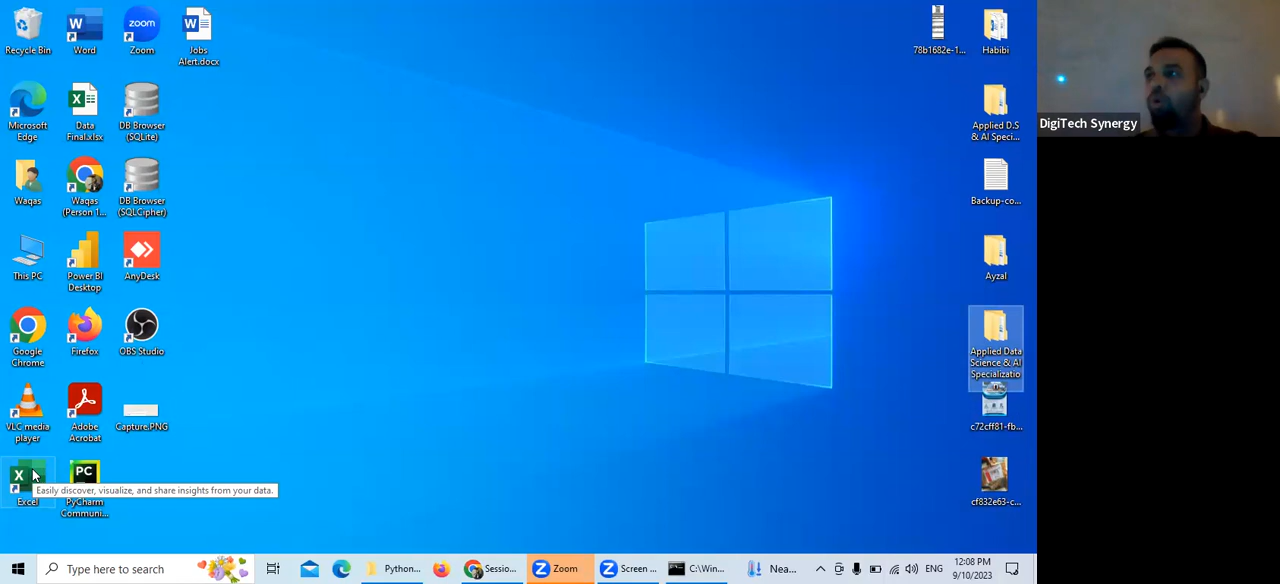 Recycle Bin
Word
Zoom
Jobs
Alert.docx
78b1682e-1...
Habibi
Microsoft
Edge
Data
Final.xlsx
DB Browser
(SQLite)
Applied D.S
& AI Speci...
DigiTech Synergy
Waqas
Waqas
(Person 1...
DB Browser
(SQLCipher)
Backup-co...
This PC
Power BI
Desktop
AnyDesk
Ayzal
Google
Chrome
Firefox
OBS Studio
Applied Data
Science & AI
Specializatio
VLC media
player
Adobe
Acrobat
Capture.PNG
c72cff81-fb...
Excel
Easily discover, visualize, and share insights from your data.
PyCharm
Communi...
cf832e63-c...
Type here to search
Python...
Sessio...
Zoom
Screen ...
C:\Win...
Nea...
ENG
12:08 PM
9/10/2023